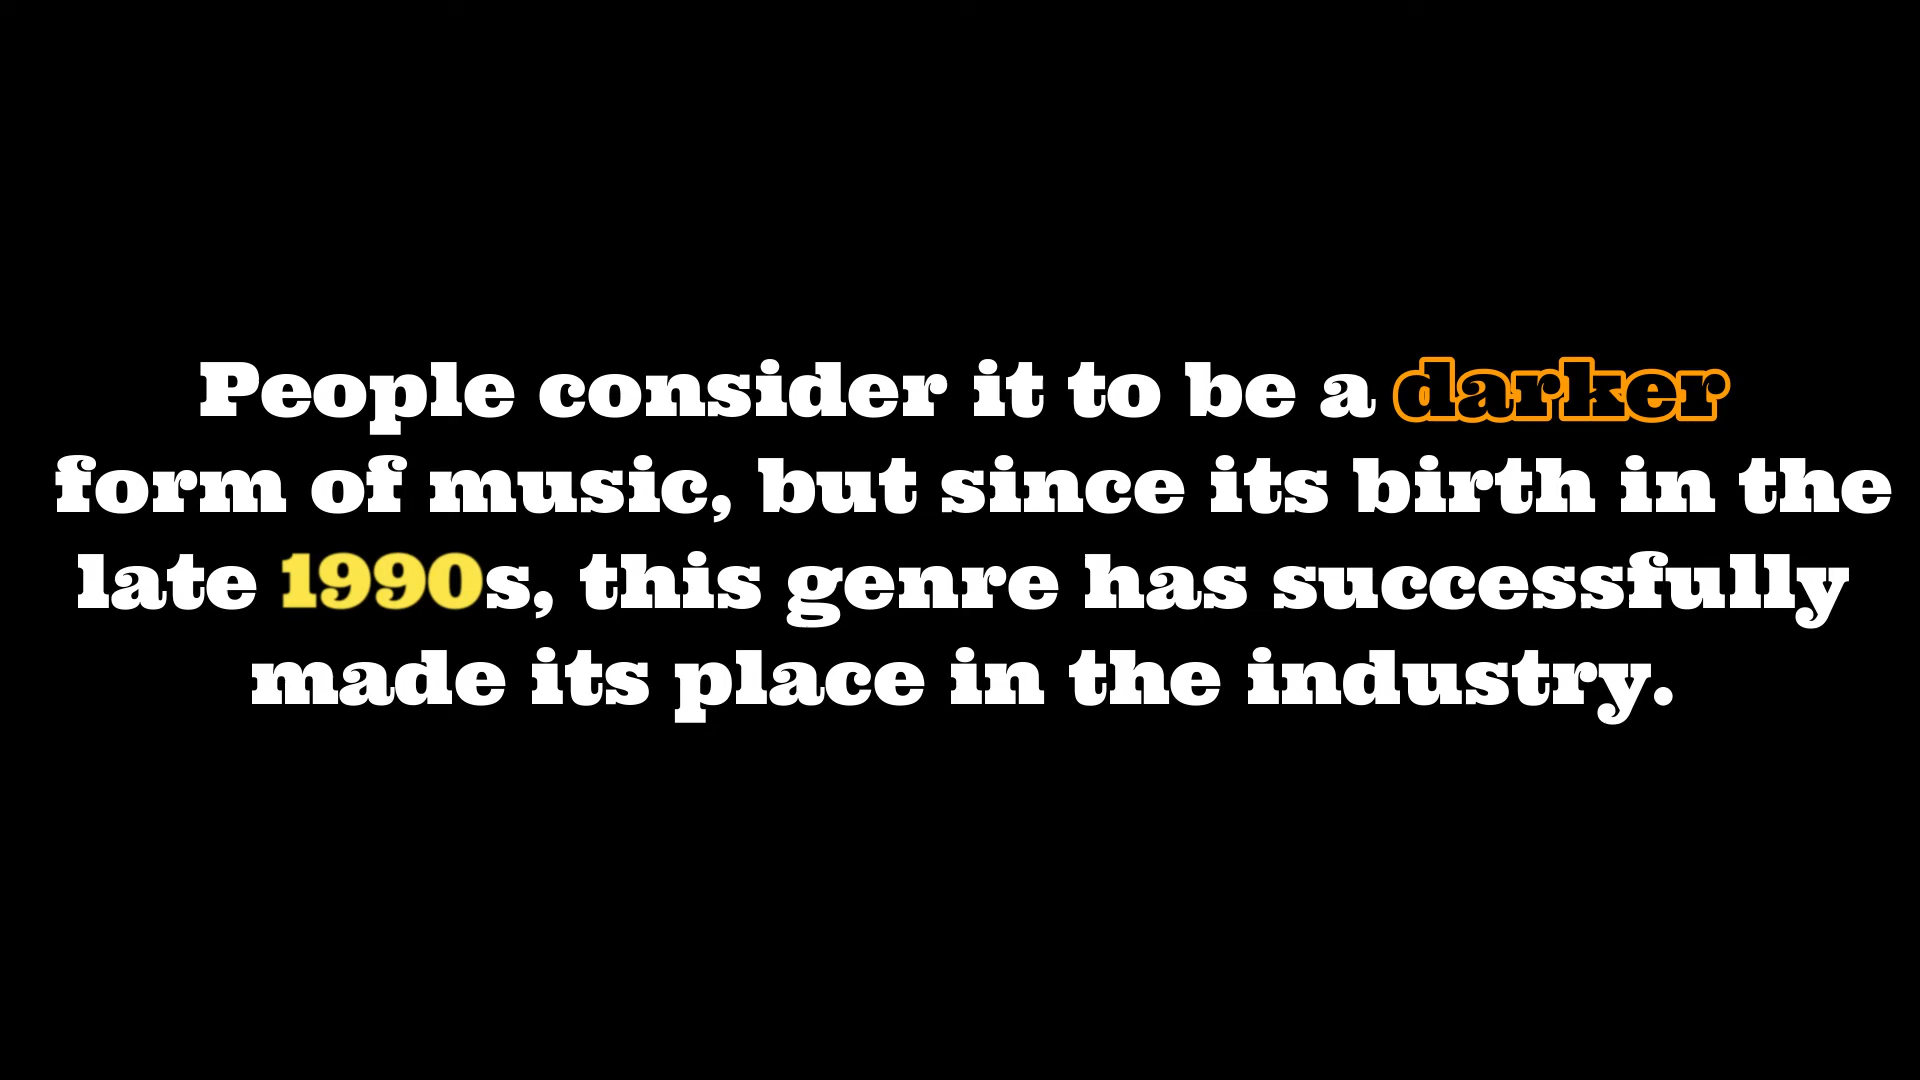 People consider it to be a darker
form of music, but since its birth in the
late 1990s, this genre has successfully
made its place in the industry.